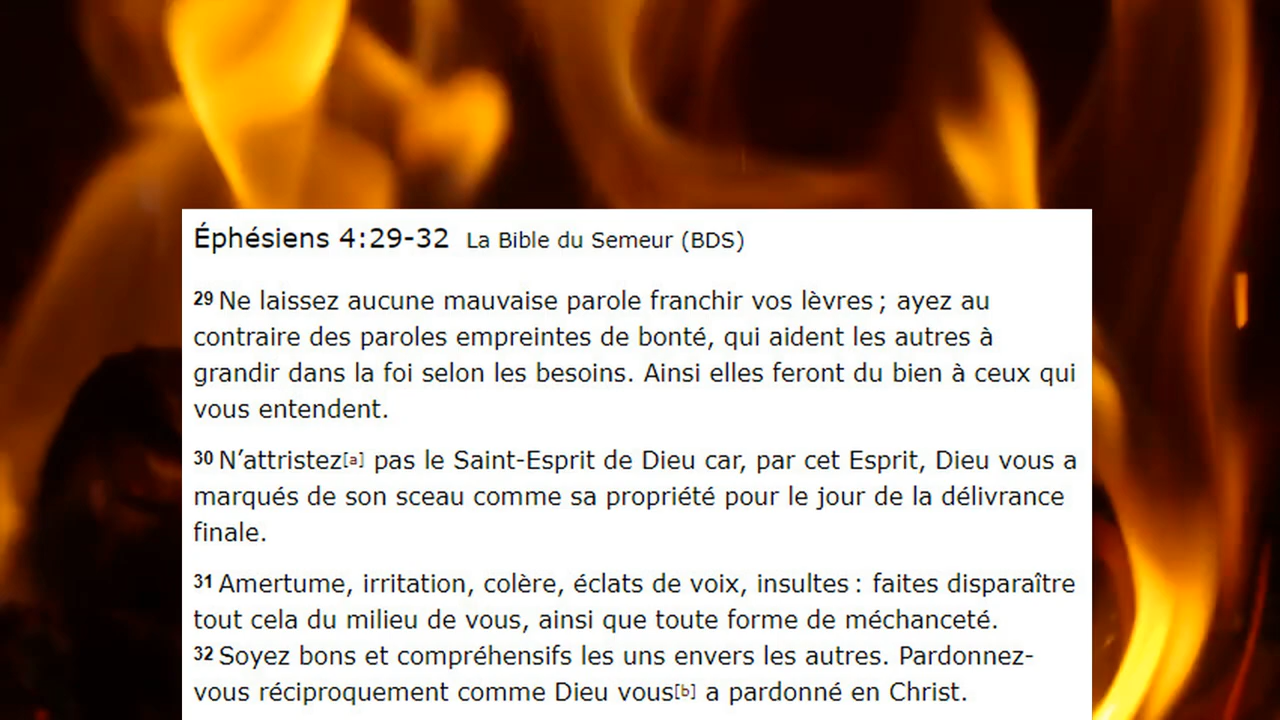 Éphésiens 4:29-32 La Bible du Semeur (BDS)
29 Ne laissez aucune mauvaise parole franchir vos lèvres ; ayez au
contraire des paroles empreintes de bonté, qui aident les autres à
grandir dans la foi selon les besoins. Ainsi elles feront du bien à ceux qui
vous entendent.
30 N’attristez[a] pas le Saint-Esprit de Dieu car, par cet Esprit, Dieu vous a
marqués de son sceau comme sa propriété pour le jour de la délivrance
finale.
31 Amertume, irritation, colère, éclats de voix, insultes : faites disparaître
tout cela du milieu de vous, ainsi que toute forme de méchanceté.
32 Soyez bons et compréhensifs les uns envers les autres. Pardonnez-
vous réciproquement comme Dieu vous[b] a pardonné en Christ.